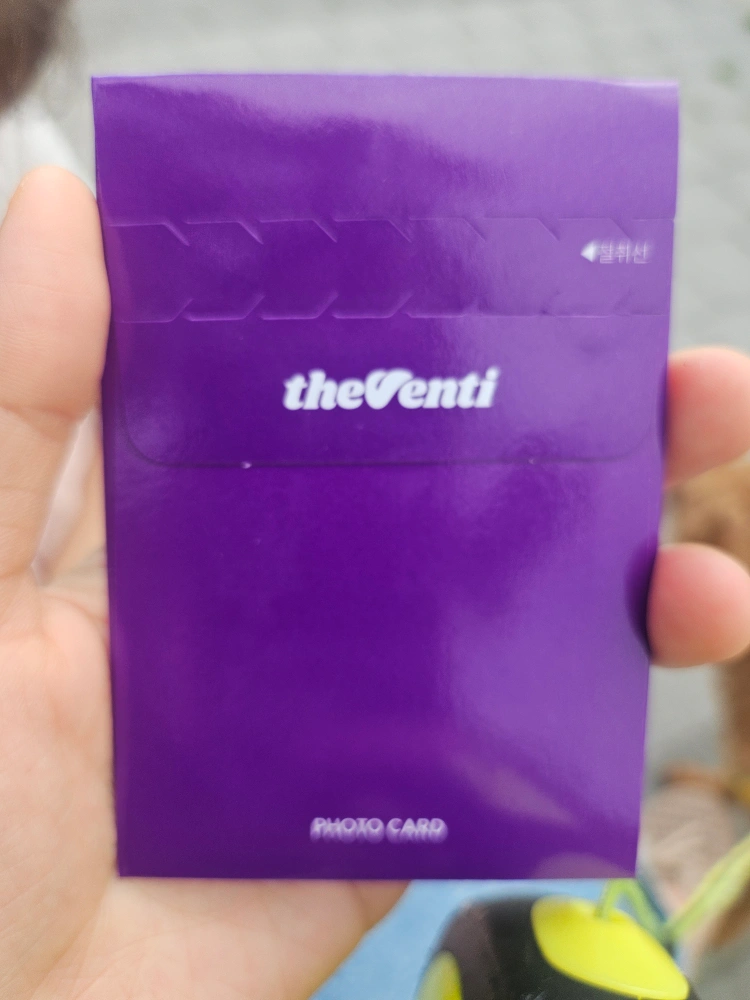 ◀절취선
theVenti
PHOTO CARD